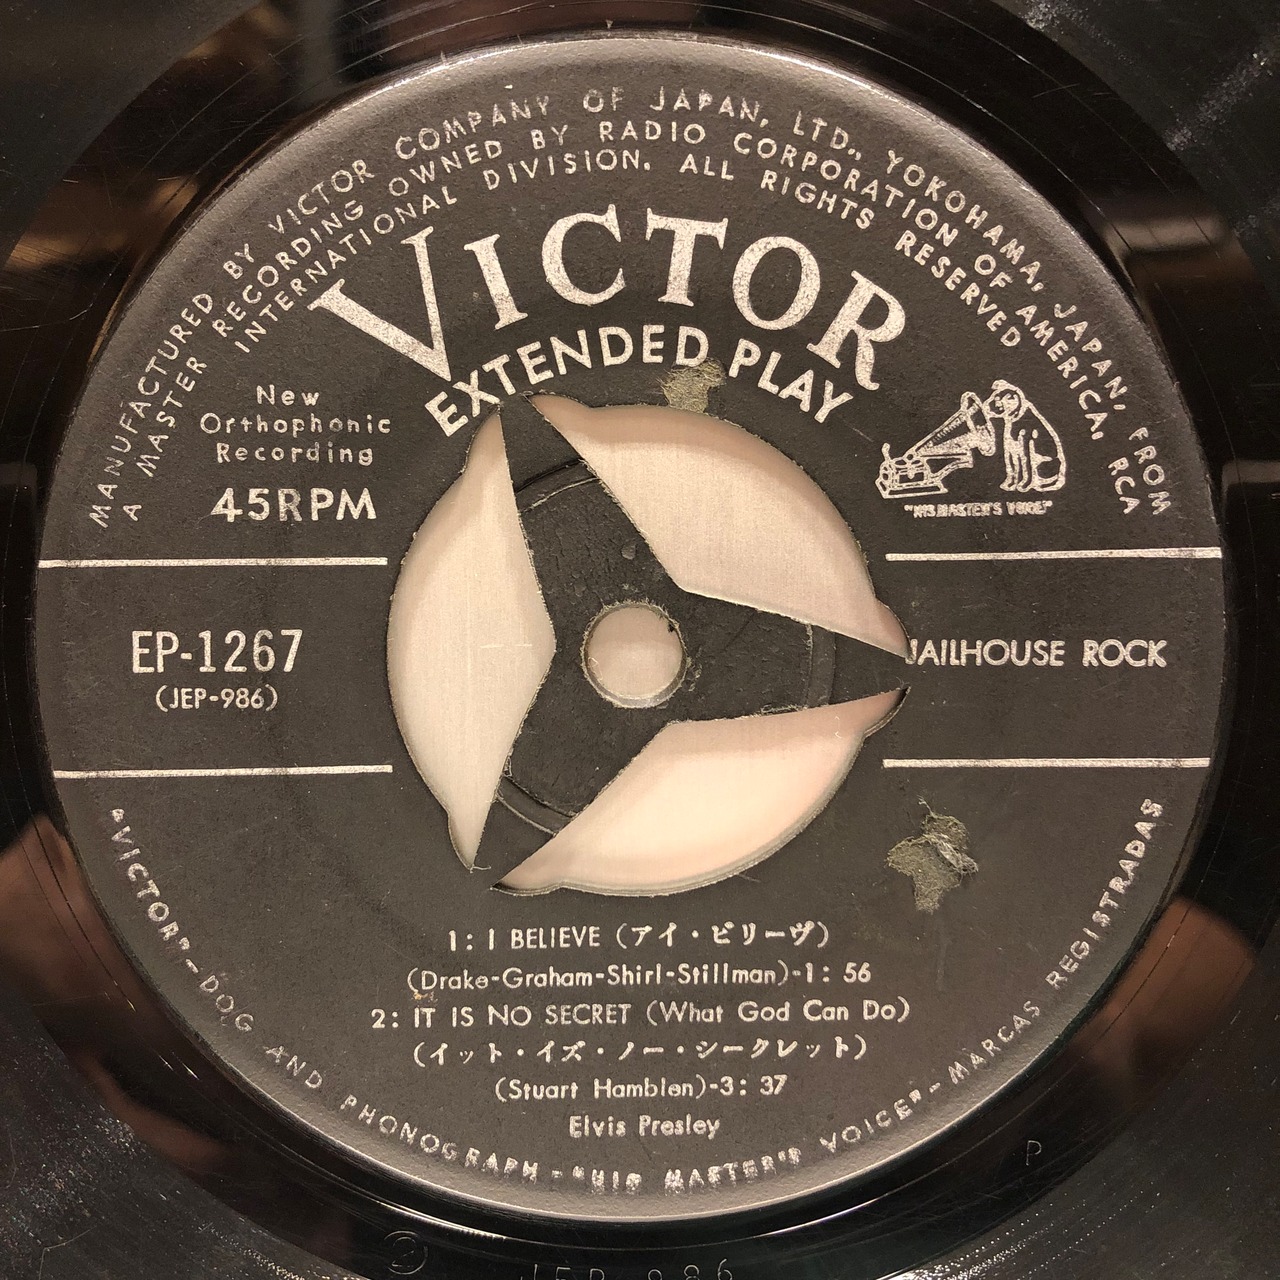 MANUFACTURED BY VICTOR COMPANY OF JAPAN, LTD., YOKOHAMA, JAPAN, FROM
A MASTER RECORDING OWNED BY RADIO CORPORATION OF AMERICA, RCA
INTERNATIONAL DIVISION. ALL RIGHTS RESERVED
VICTOR
EXTENDED PLAY
New
Orthophonic
Recording
45RPM
"HIS MASTER'S VOICE"
EP-1267
(JEP-986)
JAILHOUSE ROCK
1: I BELIEVE (アイ・ビリーヴ)
(Drake-Graham-Shirl-Stillman)-1: 56
2: IT IS NO SECRET (What God Can Do)
(イット・イズ・ノー・シークレット)
(Stuart Hamblen)-3: 37
Elvis Presley
"VICTOR"-DOG AND PHONOGRAPH-"HIS MASTER'S VOICE"-MARCAS REGISTRADAS
P
JEP 986